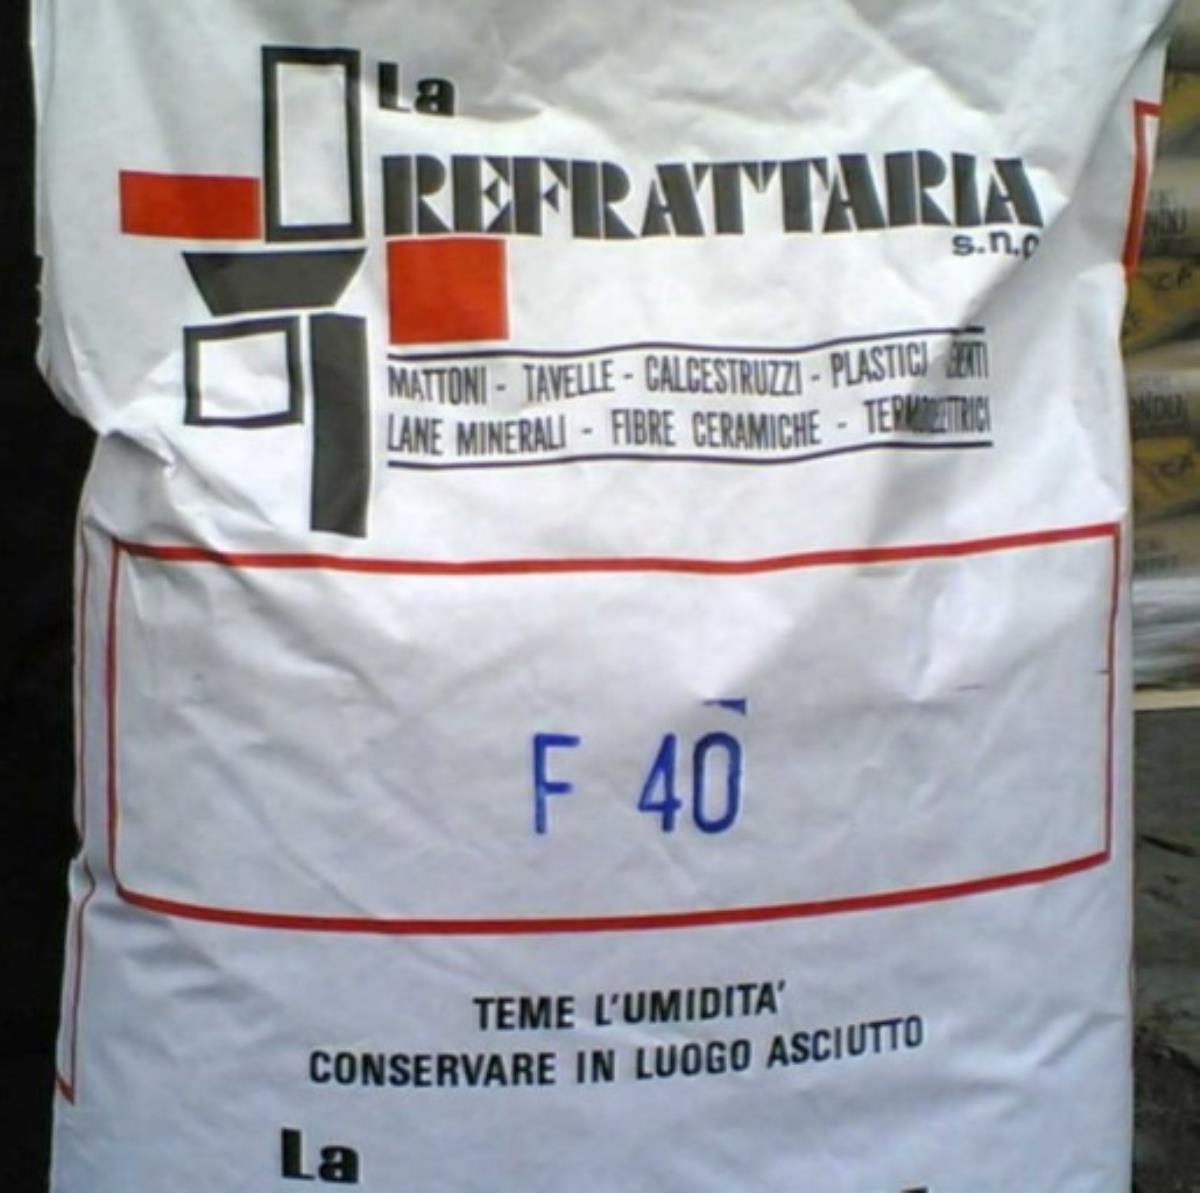 La
REFRATTARIA
s.n.c
MATTONI - TAVELLE - CALCESTRUZZI - PLASTICI
LANE MINERALI - FIBRE CERAMICHE -
F 40
TEME L'UMIDITA'
CONSERVARE IN LUOGO ASCIUTTO
La